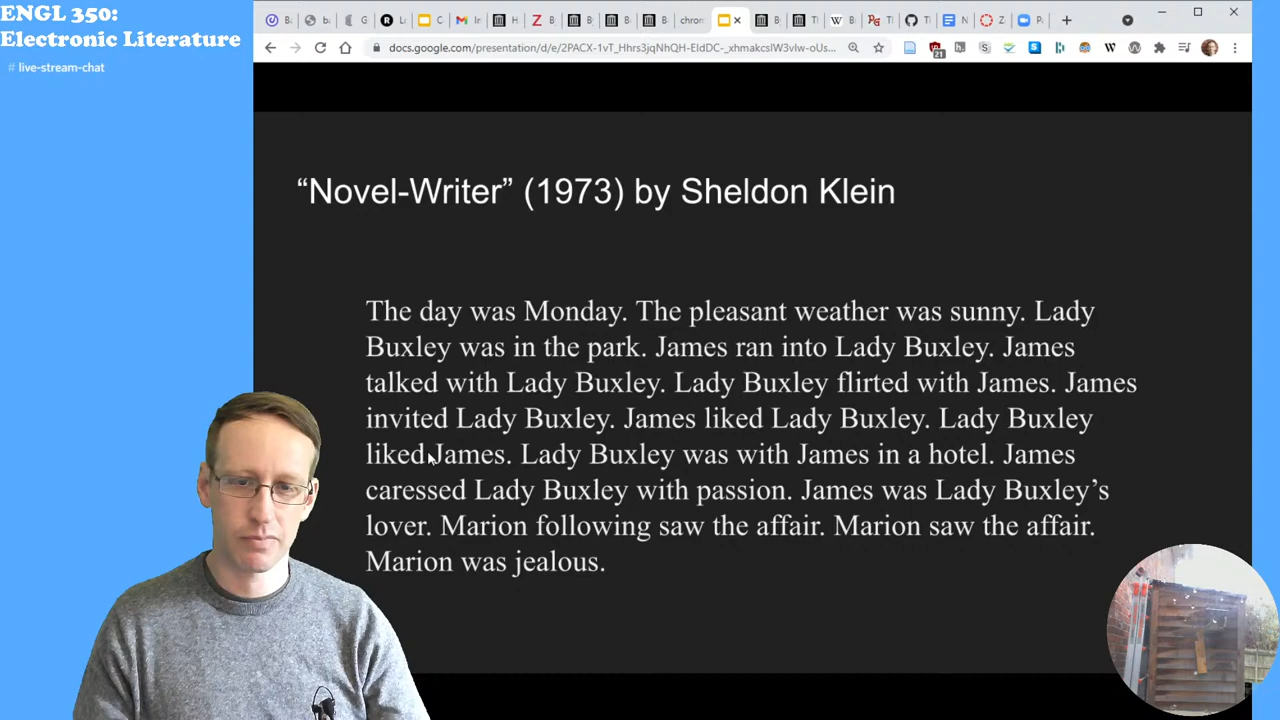 ENGL 350:
Electronic Literature
# live-stream-chat
docs.google.com/presentation/d/e/2PACX-1vT_Hhrs3jqNhQH-EIdDC-_xhmakcslW3vIw-oUs...
21
“Novel-Writer” (1973) by Sheldon Klein
The day was Monday. The pleasant weather was sunny. Lady
Buxley was in the park. James ran into Lady Buxley. James
talked with Lady Buxley. Lady Buxley flirted with James. James
invited Lady Buxley. James liked Lady Buxley. Lady Buxley
liked James. Lady Buxley was with James in a hotel. James
caressed Lady Buxley with passion. James was Lady Buxley’s
lover. Marion following saw the affair. Marion saw the affair.
Marion was jealous.